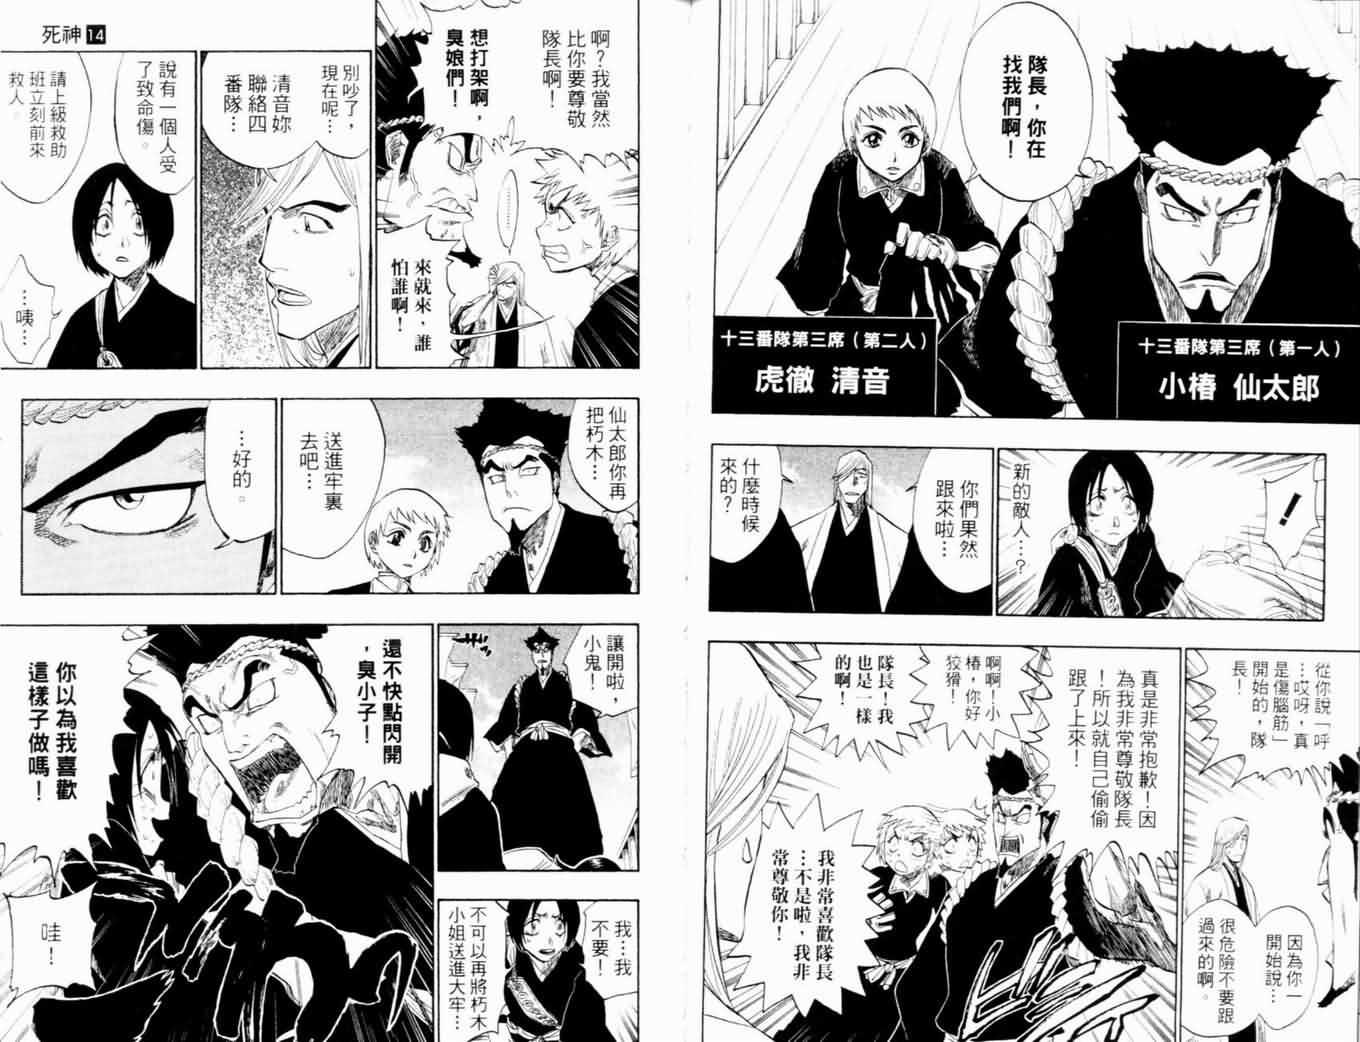 隊長，你在
找我們啊！
十三番隊第三席（第一人）
小椿 仙太郎
十三番隊第三席（第二人）
虎徹 清音
！
新的敵人…？
你們果然
跟來啦…
什麼時候
來的？
從你說「呼
…哎呀，真
是傷腦筋」
開始的，隊
長！
因為你一
開始說…
很危險不要跟
過來的啊。
真是非常抱歉！因
為我非常尊敬隊長
！所以就自己偷偷
跟了上來！
啊啊！小
椿，你好
狡猾！
隊長！我
也是一樣
的啊！
我非常喜歡隊長
…不是啦，我非
常尊敬你！
死神14
啊？我當然
比你要尊敬
隊長啊！
想打架啊，
臭娘們！
………
來就來，誰
怕誰啊！
別吵了，
現在呢…
清音妳
聯絡四
番隊…
說有一個人受
了致命傷。
請上級救助
班立刻前來
救人。
…咦…
仙太郎你再
把朽木…
送進牢裏
去吧…
…好的。
讓開啦，
小鬼！
我…我
不要！
不可以再將朽木
小姐送進大牢…
還不快點閃開
，臭小子！
你以為我喜歡
這樣子做嗎！
哇！